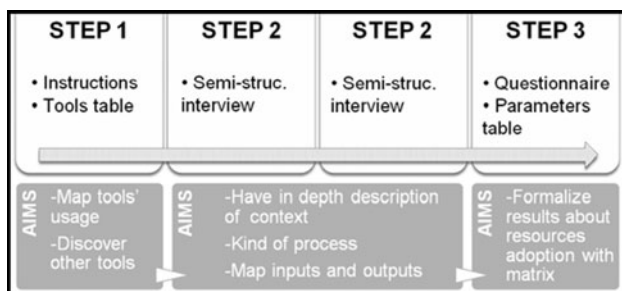 STEP 1
• Instructions
• Tools table
STEP 2
• Semi-struc.
interview
STEP 2
• Semi-struc.
interview
STEP 3
• Questionnaire
• Parameters
table
AIMS
-Map tools'
usage
-Discover
other tools
AIMS
-Have in depth description
of context
-Kind of process
-Map inputs and outputs
AIMS
-Formalize
results about
resources
adoption with
matrix